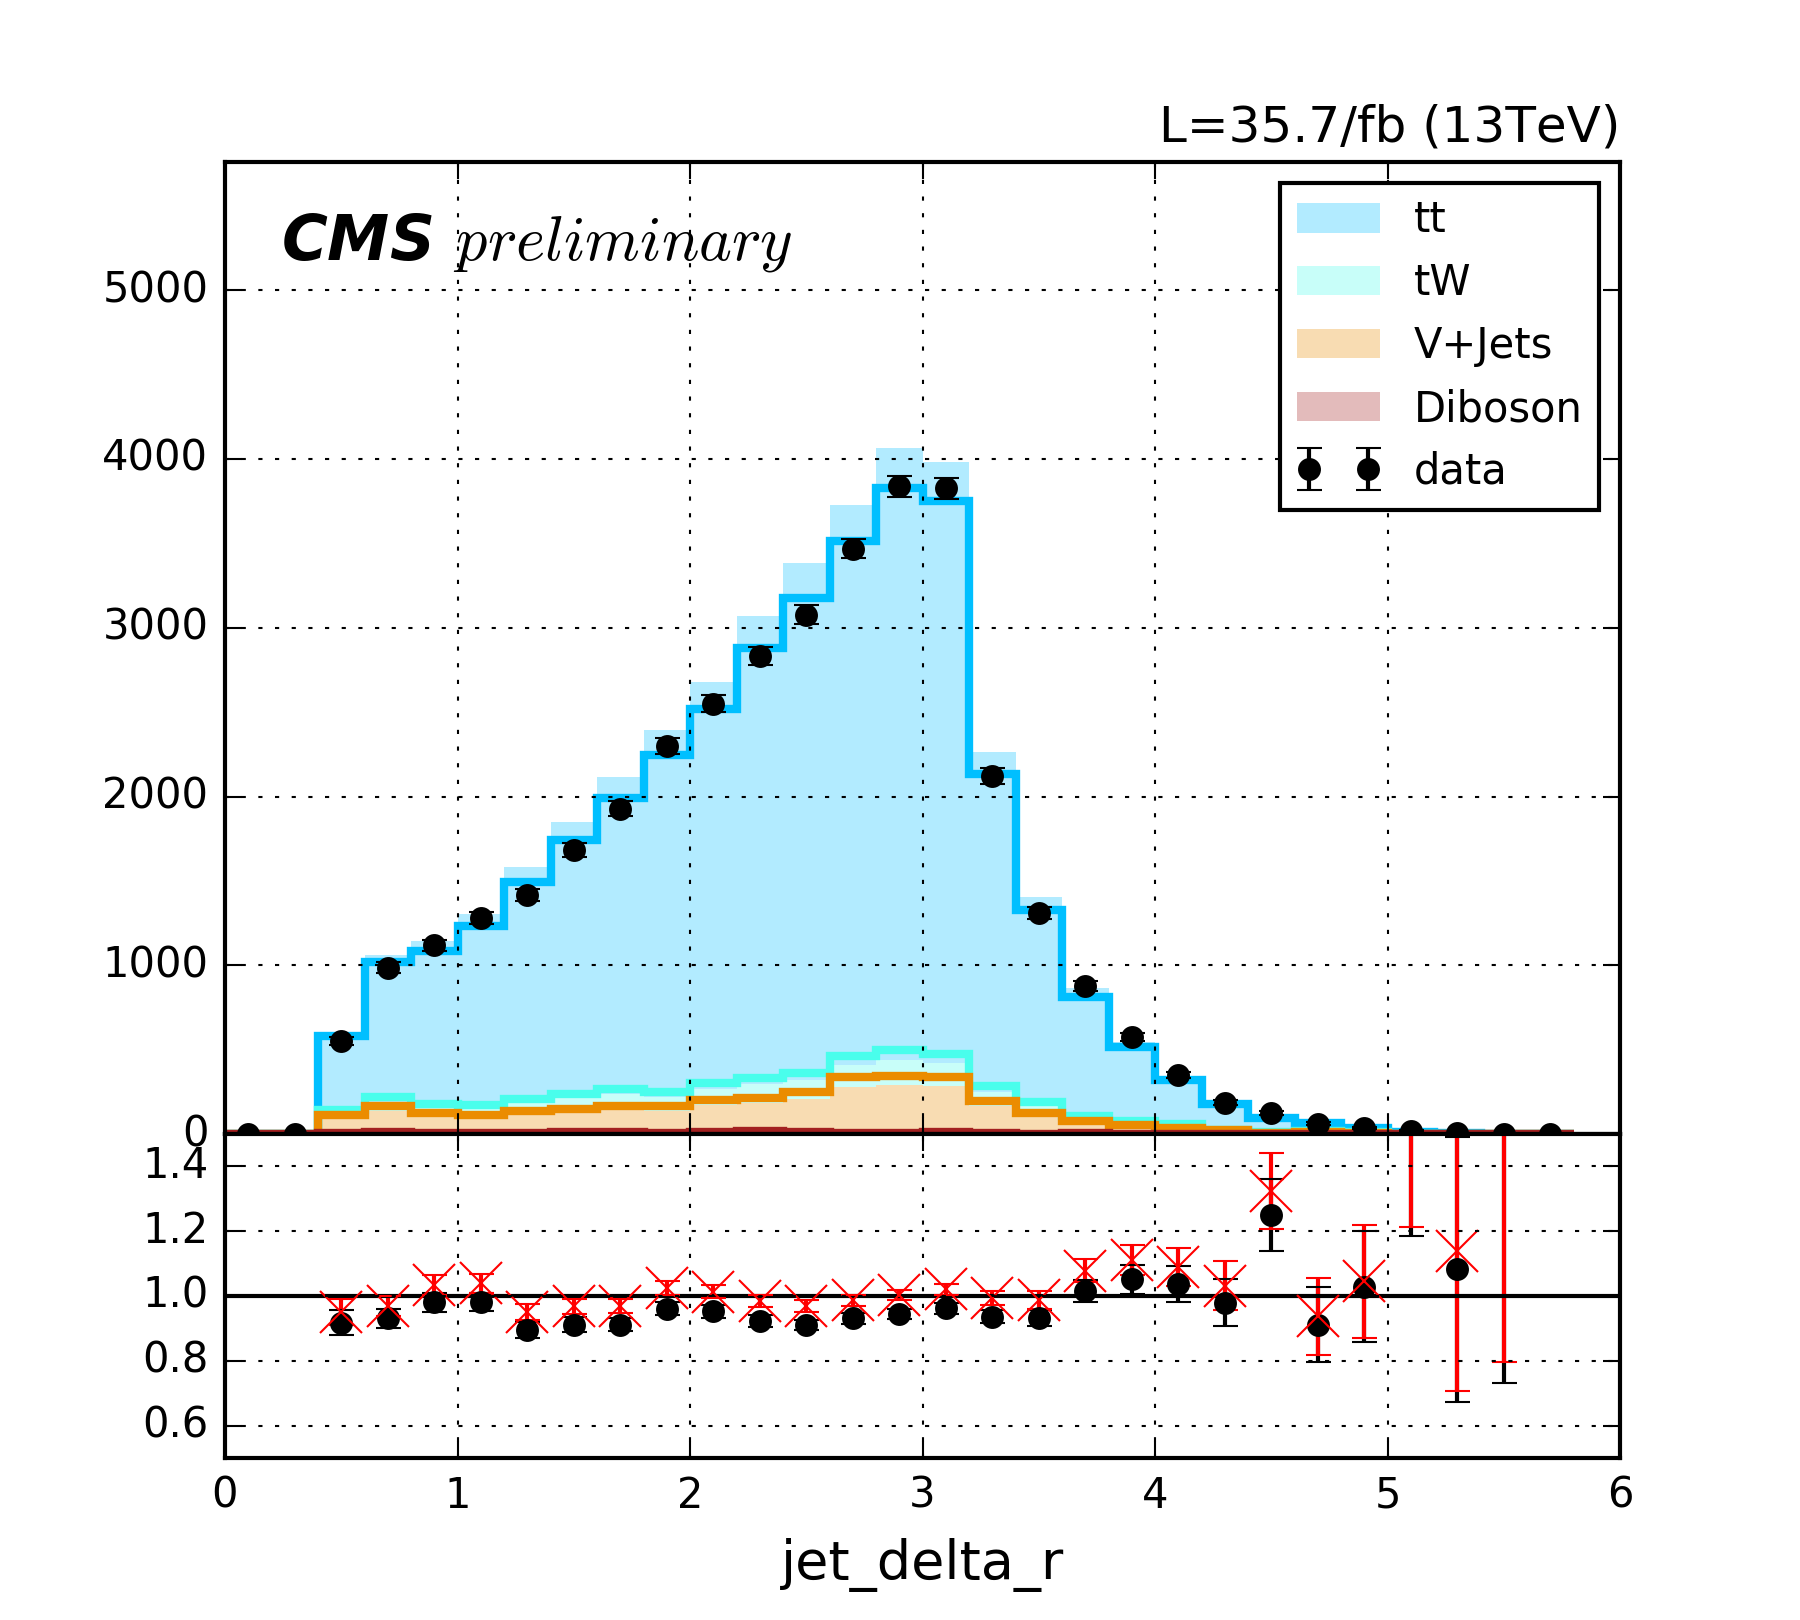 L=35.7/fb (13TeV)
CMS preliminary
tt
tW
V+Jets
Diboson
data
5000
4000
3000
2000
1000
0
1.4
1.2
1.0
0.8
0.6
0 1 2 3 4 5 6
jet_delta_r